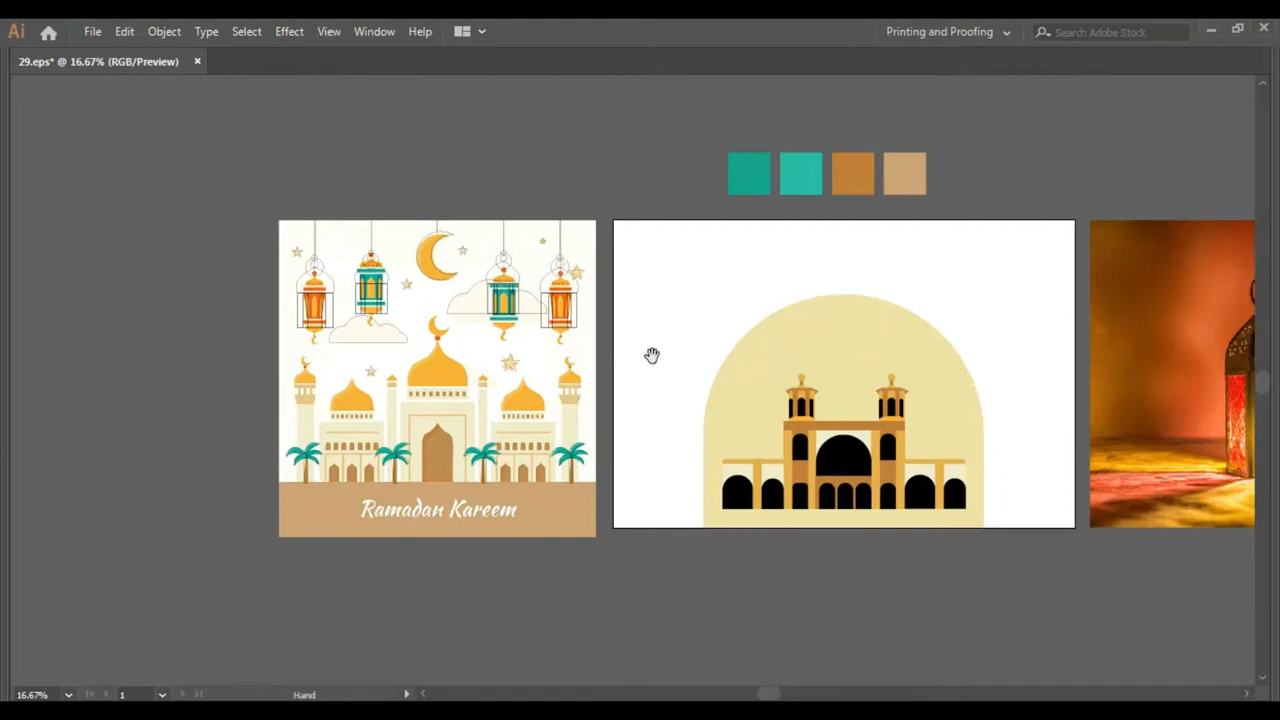 Ai File Edit Object Type Select Effect View Window Help Printing and Proofing Search Adobe Stock
29.eps* @ 16.67% (RGB/Preview) ×
Ramadan Kareem
16.67% 1 Hand